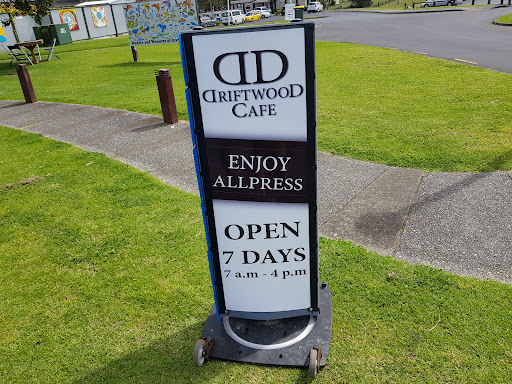 DD
DRIFTWOOD
CAFE
ENJOY
ALLPRESS
OPEN
7 DAYS
7 a.m - 4 p.m